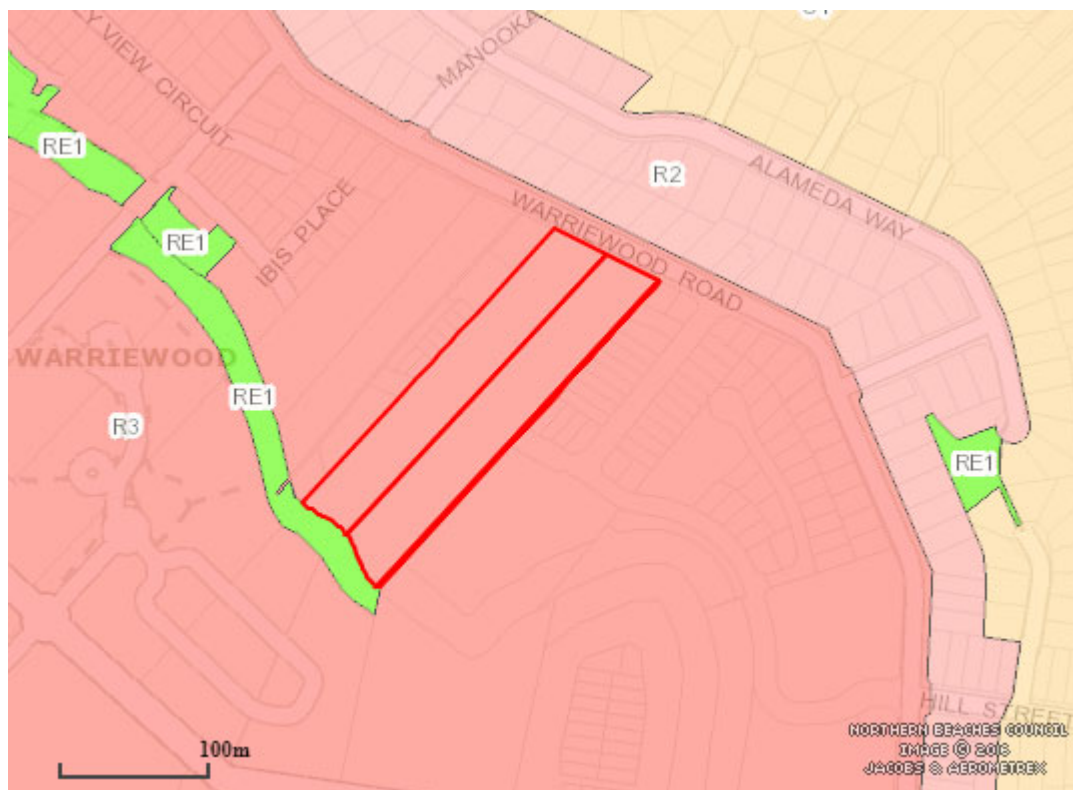 MANOOKA
Y VIEW CIRCUIT
RE1
R2
ALAMEDA WAY
IBIS PLACE
WARRIEWOOD ROAD
RE1
WARRIEWOOD
RE1
R3
RE1
HILL STREET
100m
NORTHERN BEACHES COUNCIL
IMAGE © 2016
JACOBS & AEROMETREX